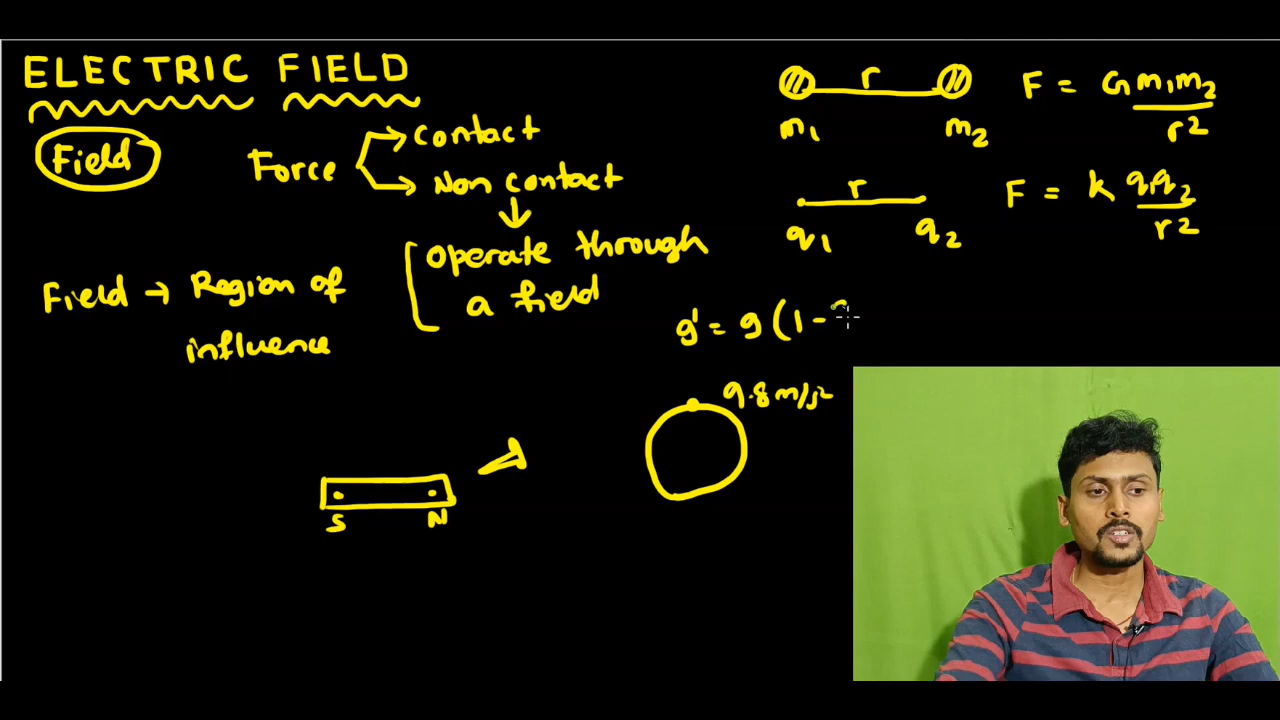 ELECTRIC FIELD
Field
Force
Contact
Non contact
Operate through
a field
Field → Region of
influence
S
N
r
m₁
m₂
F = Gm₁m₂
r²
r
q₁
q₂
F = k q₁q₂
r²
g' = g (1 -
9.8 m/s²